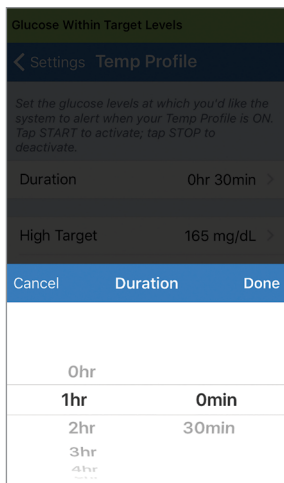 Glucose Within Target Levels
Settings Temp Profile
Set the glucose levels at which you'd like the
system to alert when your Temp Profile is ON.
Tap START to activate; tap STOP to
deactivate.
Duration 0hr 30min
High Target 165 mg/dL
Cancel Duration Done
0hr
1hr 0min
2hr 30min
3hr
4hr